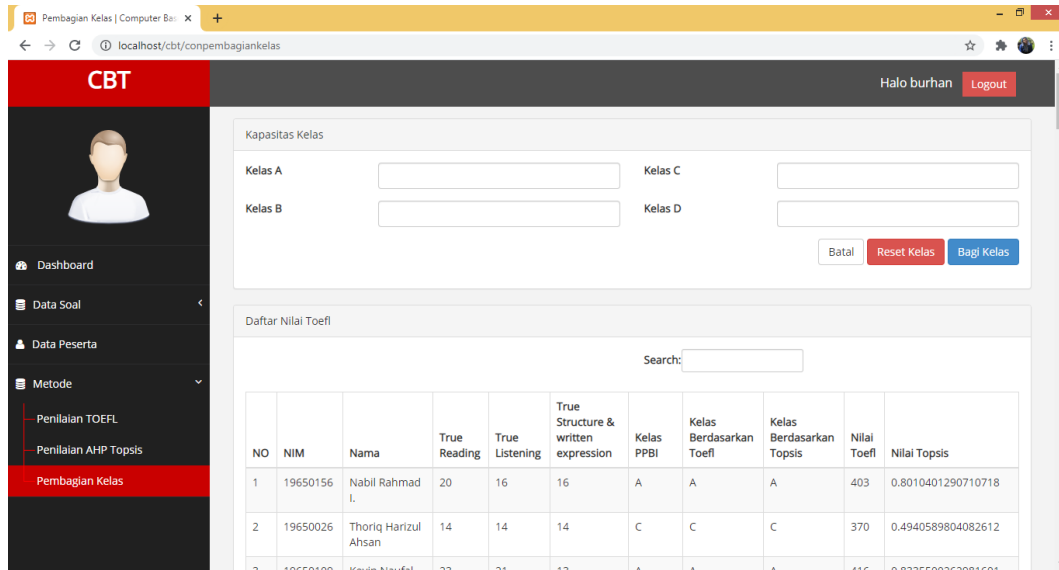 Pembagian Kelas | Computer Bas
localhost/cbt/conpembagiankelas
CBT
Halo burhan Logout
Dashboard
Data Soal
Data Peserta
Metode
Penilaian TOEFL
Penilaian AHP Topsis
Pembagian Kelas
Kapasitas Kelas
Kelas A Kelas C
Kelas B Kelas D
Batal Reset Kelas Bagi Kelas
Daftar Nilai Toefl
Search:
NO NIM Nama True Reading True Listening True Structure & written expression Kelas PPBI Kelas Berdasarkan Toefl Kelas Berdasarkan Topsis Nilai Toefl Nilai Topsis
1 19650156 Nabil Rahmad I. 20 16 16 A A A 403 0.8010401290710718
2 19650026 Thoriq Harizul Ahsan 14 14 14 C C C 370 0.4940589804082612